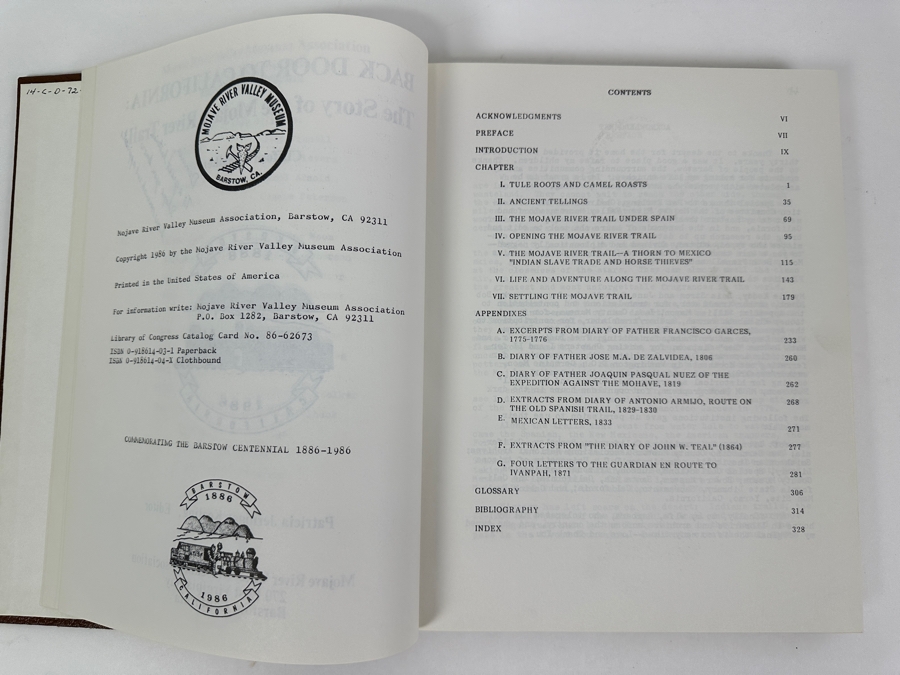 14-C-D-72
MOJAVE RIVER VALLEY MUSEUM
BARSTOW, CA.
Mojave River Valley Museum Association, Barstow, CA 92311
Copyright 1986 by the Mojave River Valley Museum Association
Printed in the United States of America
For information write: Mojave River Valley Museum Association
P.O. Box 1282, Barstow, CA 92311
Library of Congress Catalog Card No. 86-62673
ISBN 0-918614-03-1 Paperback
ISBN 0-918614-04-X Clothbound
COMMEMORATING THE BARSTOW CENTENNIAL 1886-1986
BARSTOW
1886
1986
CALIFORNIA
CONTENTS
ACKNOWLEDGMENTS VI
PREFACE VII
INTRODUCTION IX
CHAPTER
I. TULE ROOTS AND CAMEL ROASTS 1
II. ANCIENT TELLINGS 35
III. THE MOJAVE RIVER TRAIL UNDER SPAIN 69
IV. OPENING THE MOJAVE RIVER TRAIL 95
V. THE MOJAVE RIVER TRAIL—A THORN TO MEXICO
"INDIAN SLAVE TRADE AND HORSE THIEVES" 115
VI. LIFE AND ADVENTURE ALONG THE MOJAVE RIVER TRAIL 143
VII. SETTLING THE MOJAVE TRAIL 179
APPENDIXES
A. EXCERPTS FROM DIARY OF FATHER FRANCISCO GARCES,
1775-1776 233
B. DIARY OF FATHER JOSE M.A. DE ZALVIDEA, 1806 260
C. DIARY OF FATHER JOAQUIN PASQUAL NUEZ OF THE
EXPEDITION AGAINST THE MOHAVE, 1819 262
D. EXTRACTS FROM DIARY OF ANTONIO ARMIJO, ROUTE ON 268
THE OLD SPANISH TRAIL, 1829-1830
E. MEXICAN LETTERS, 1833
271
F. EXTRACTS FROM "THE DIARY OF JOHN W. TEAL" (1864) 277
G. FOUR LETTERS TO THE GUARDIAN EN ROUTE TO
IVANPAH, 1871 281
GLOSSARY 306
BIBLIOGRAPHY 314
INDEX 328